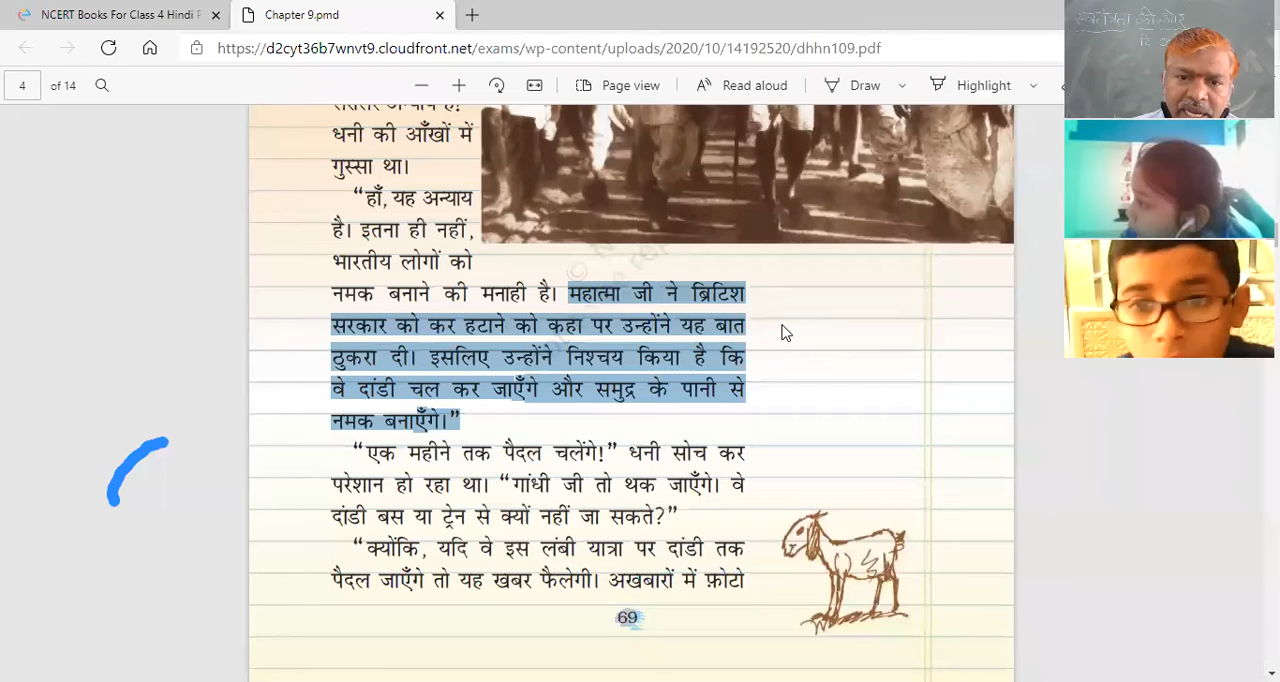 NCERT Books For Class 4 Hindi
Chapter 9.pmd
https://d2cyt36b7wnvt9.cloudfront.net/exams/wp-content/uploads/2020/10/14192520/dhhn109.pdf
4 of 14
Page view
Read aloud
Draw
Highlight
धनी की आँखों में
गुस्सा था।
“हाँ, यह अन्याय
है। इतना ही नहीं,
भारतीय लोगों को
नमक बनाने की मनाही है। महात्मा जी ने ब्रिटिश
सरकार को कर हटाने को कहा पर उन्होंने यह बात
ठुकरा दी। इसलिए उन्होंने निश्चय किया है कि
वे दांडी चल कर जाएँगे और समुद्र के पानी से
नमक बनाएँगे।”
“एक महीने तक पैदल चलेंगे!” धनी सोच कर
परेशान हो रहा था। “गांधी जी तो थक जाएँगे। वे
दांडी बस या ट्रेन से क्यों नहीं जा सकते?”
“क्योंकि, यदि वे इस लंबी यात्रा पर दांडी तक
पैदल जाएँगे तो यह खबर फैलेगी। अखबारों में फ़ोटो
69